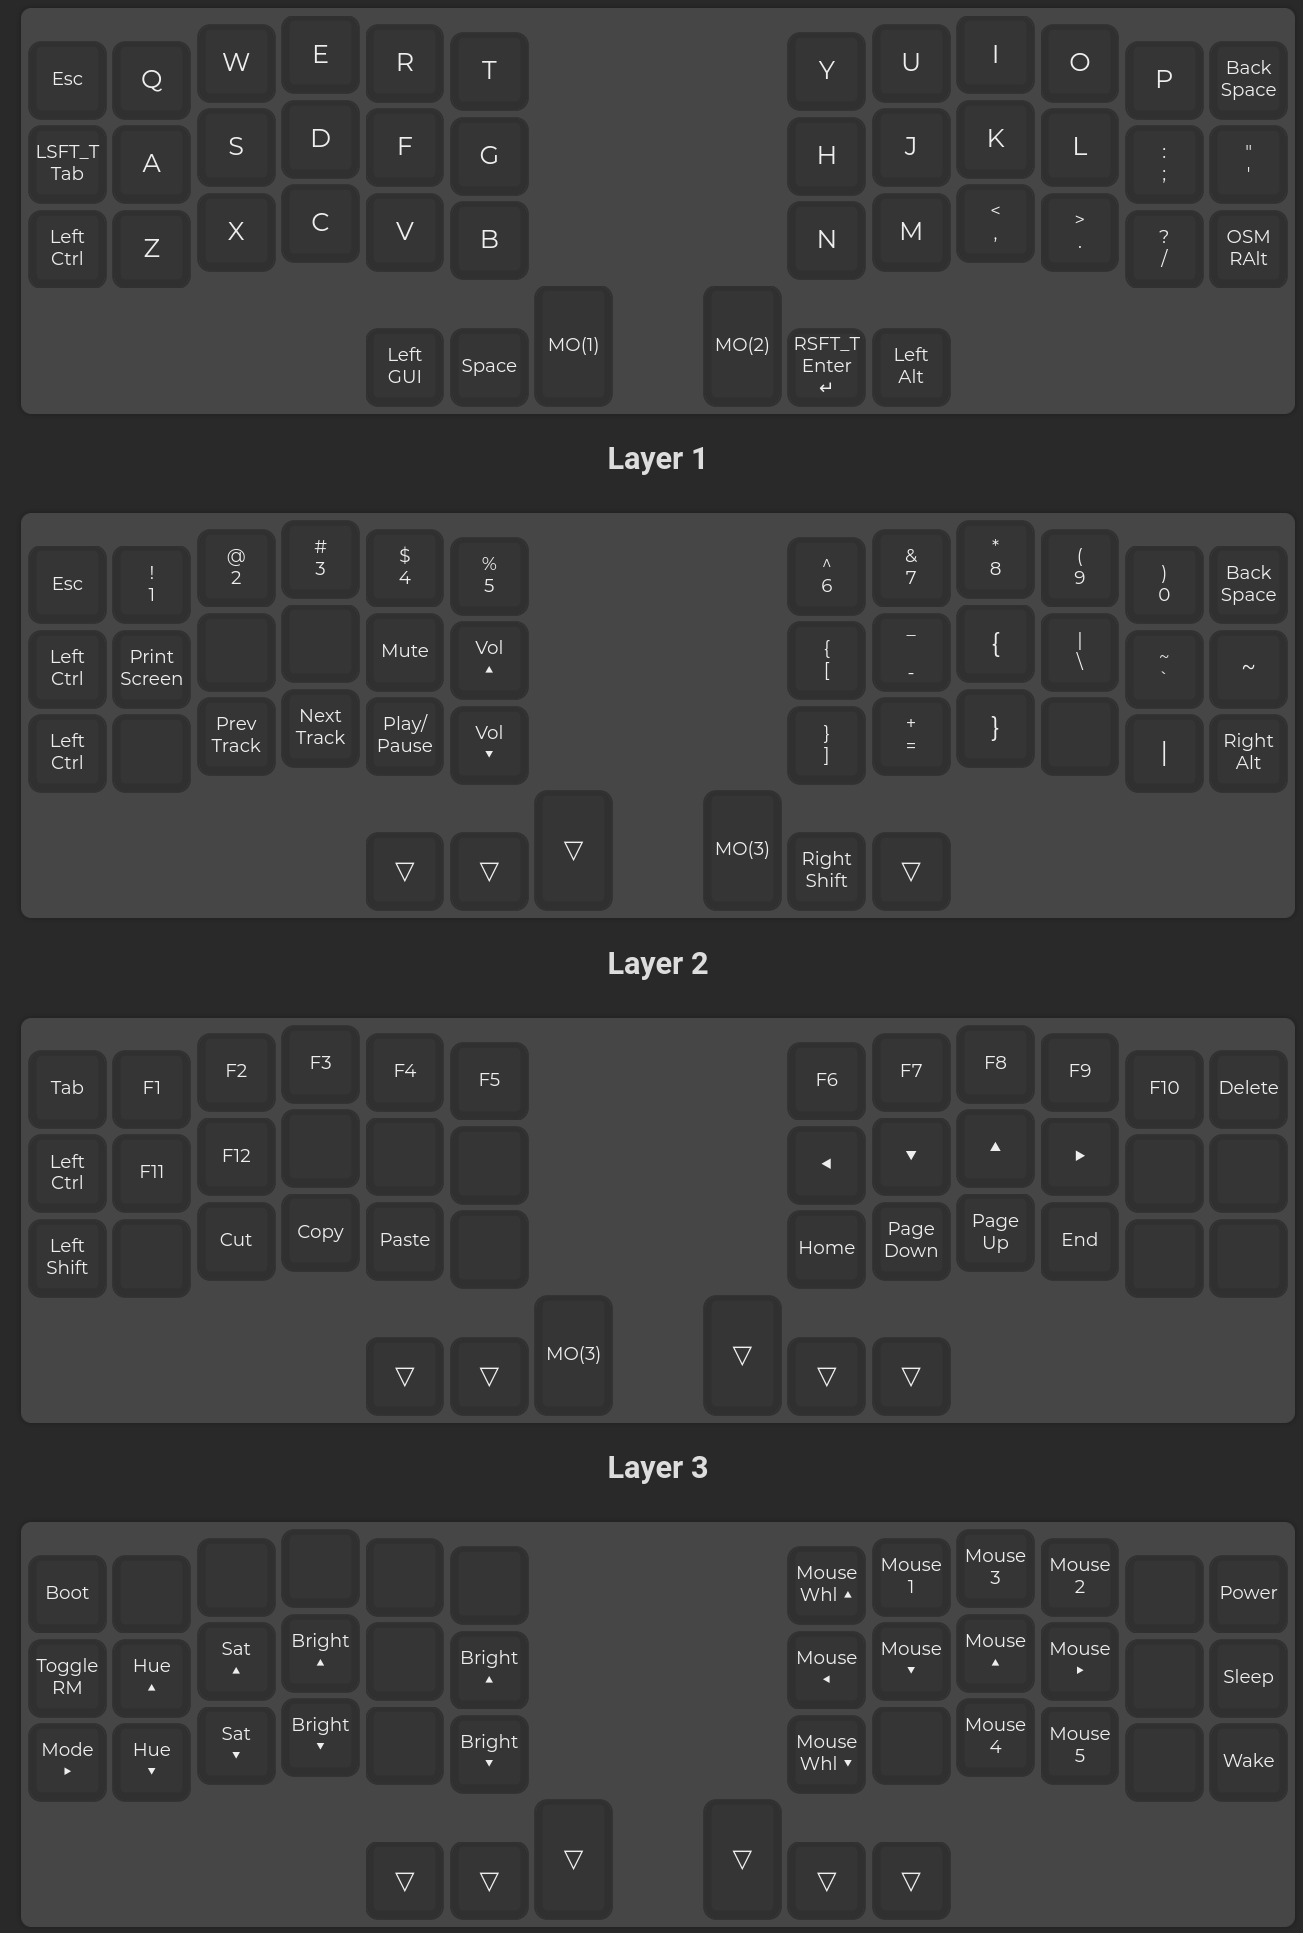 Esc Q W E R T Y U I O P Back Space
LSFT_T Tab A S D F G H J K L : ; " '
Left Ctrl Z X C V B N M < , > . ? / OSM RAlt
Left GUI Space MO(1) MO(2) RSFT_T Enter ↵ Left Alt
Layer 1
Esc ! 1 @ 2 # 3 $ 4 % 5 ^ 6 & 7 * 8 ( 9 ) 0 Back Space
Left Ctrl Print Screen Mute Vol ▲ { [ _ - { | \ ~ ` ~
Left Ctrl Prev Track Next Track Play/ Pause Vol ▼ } ] + = } | Right Alt
▽ ▽ ▽ MO(3) Right Shift ▽
Layer 2
Tab F1 F2 F3 F4 F5 F6 F7 F8 F9 F10 Delete
Left Ctrl F11 F12 ◄ ▼ ▲ ►
Left Shift Cut Copy Paste Home Page Down Page Up End
▽ ▽ MO(3) ▽ ▽ ▽
Layer 3
Boot Mouse Whl ▲ Mouse 1 Mouse 3 Mouse 2 Power
Toggle RM Hue ▲ Sat ▲ Bright ▲ Bright ▲ Mouse ◄ Mouse ▼ Mouse ▲ Mouse ► Sleep
Mode ► Hue ▼ Sat ▼ Bright ▼ Bright ▼ Mouse Whl ▼ Mouse 4 Mouse 5 Wake
▽ ▽ ▽ ▽ ▽ ▽